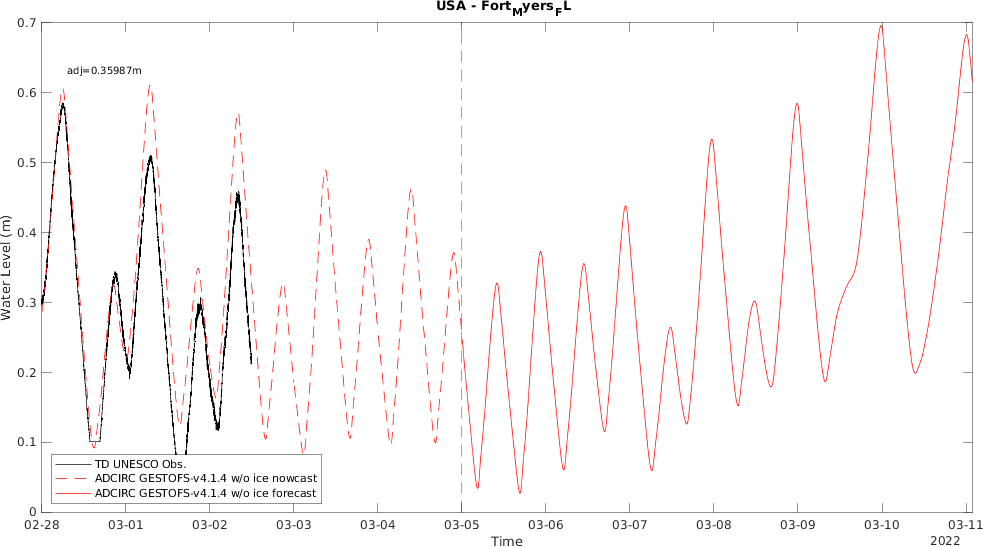 USA - Fort_Myers_FL
adj=0.35987m
Water Level (m)
0.7
0.6
0.5
0.4
0.3
0.2
0.1
0
TD UNESCO Obs.
ADCIRC GESTOFS-v4.1.4 w/o ice nowcast
ADCIRC GESTOFS-v4.1.4 w/o ice forecast
02-28 03-01 03-02 03-03 03-04 03-05 03-06 03-07 03-08 03-09 03-10 03-11
Time
2022